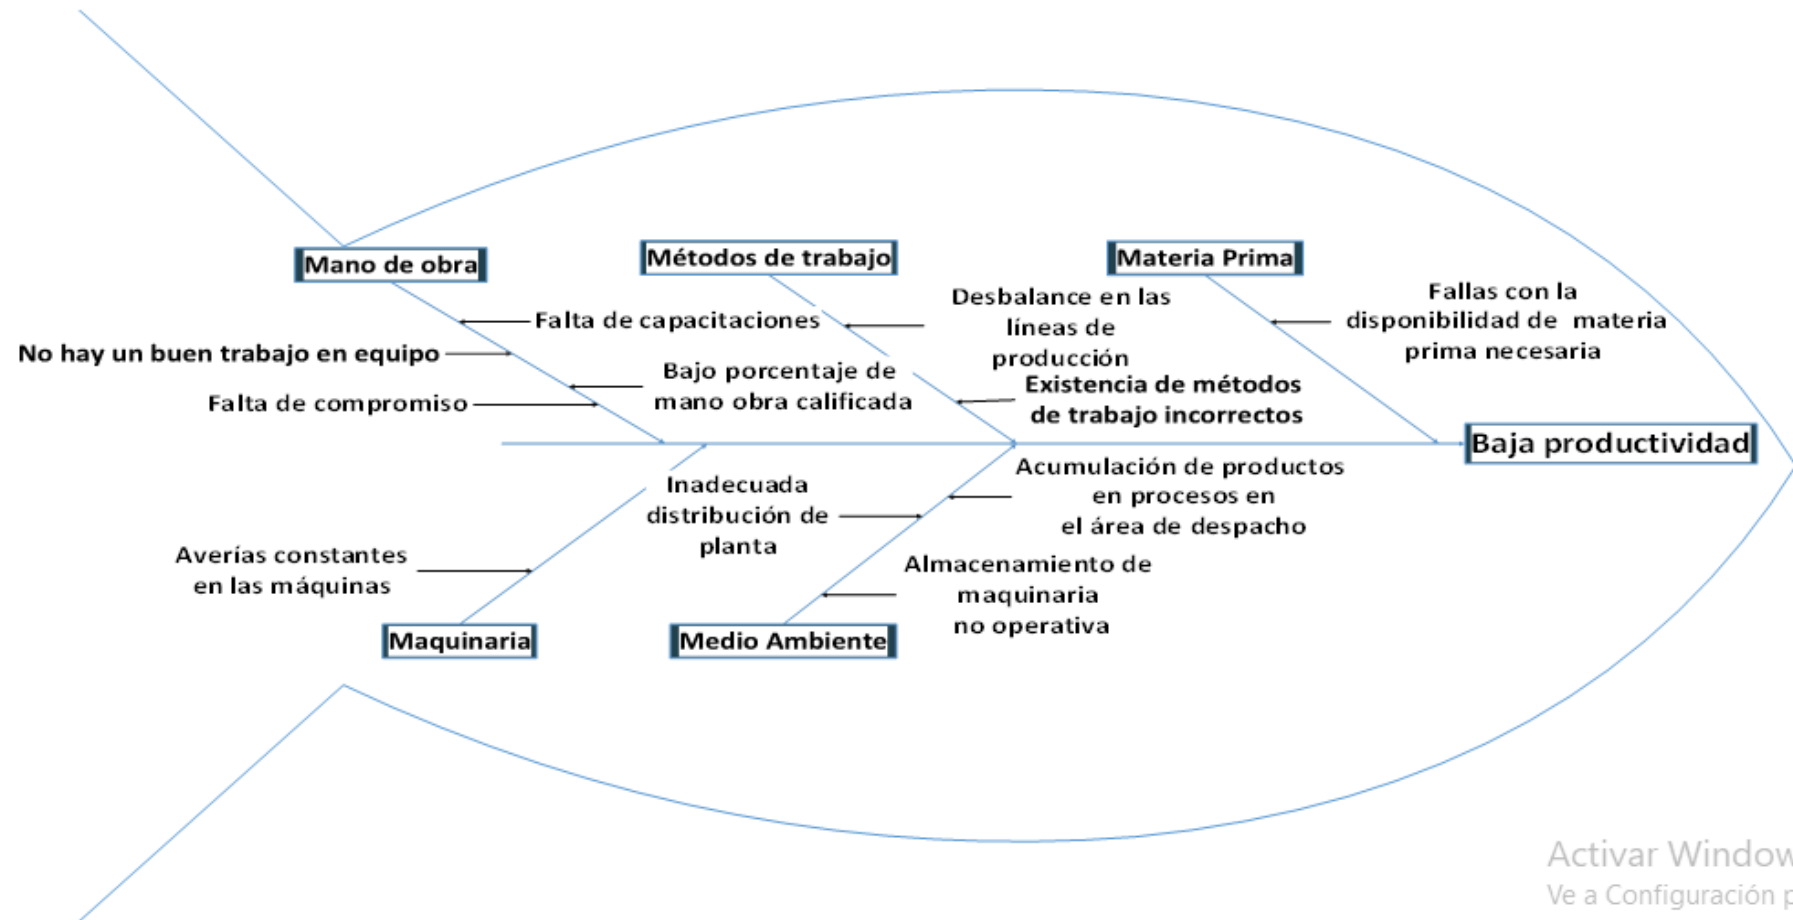 Mano de obra
Métodos de trabajo
Materia Prima
Falta de capacitaciones
No hay un buen trabajo en equipo
Bajo porcentaje de
mano obra calificada
Falta de compromiso
Desbalance en las
líneas de
producción
Existencia de métodos
de trabajo incorrectos
Fallas con la
disponibilidad de materia
prima necesaria
Baja productividad
Inadecuada
distribución de
planta
Acumulación de productos
en procesos en
el área de despacho
Averías constantes
en las máquinas
Almacenamiento de
maquinaria
no operativa
Maquinaria
Medio Ambiente
Activar Window
Ve a Configuración p